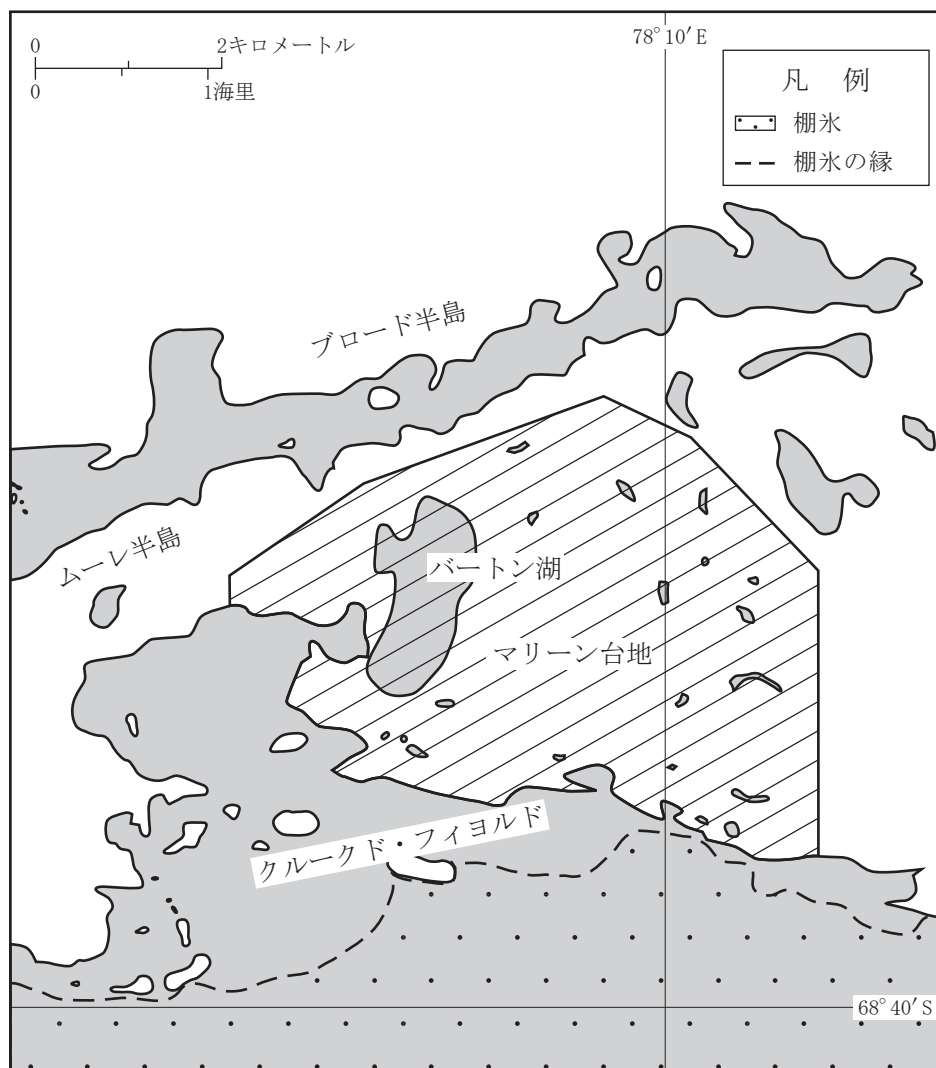 0 2キロメートル
0 1海里
78°10′E
凡 例
棚氷
棚氷の縁
ブロード半島
ムーレ半島
バートン湖
マリーン台地
クルークド・フィヨルド
68°40′S